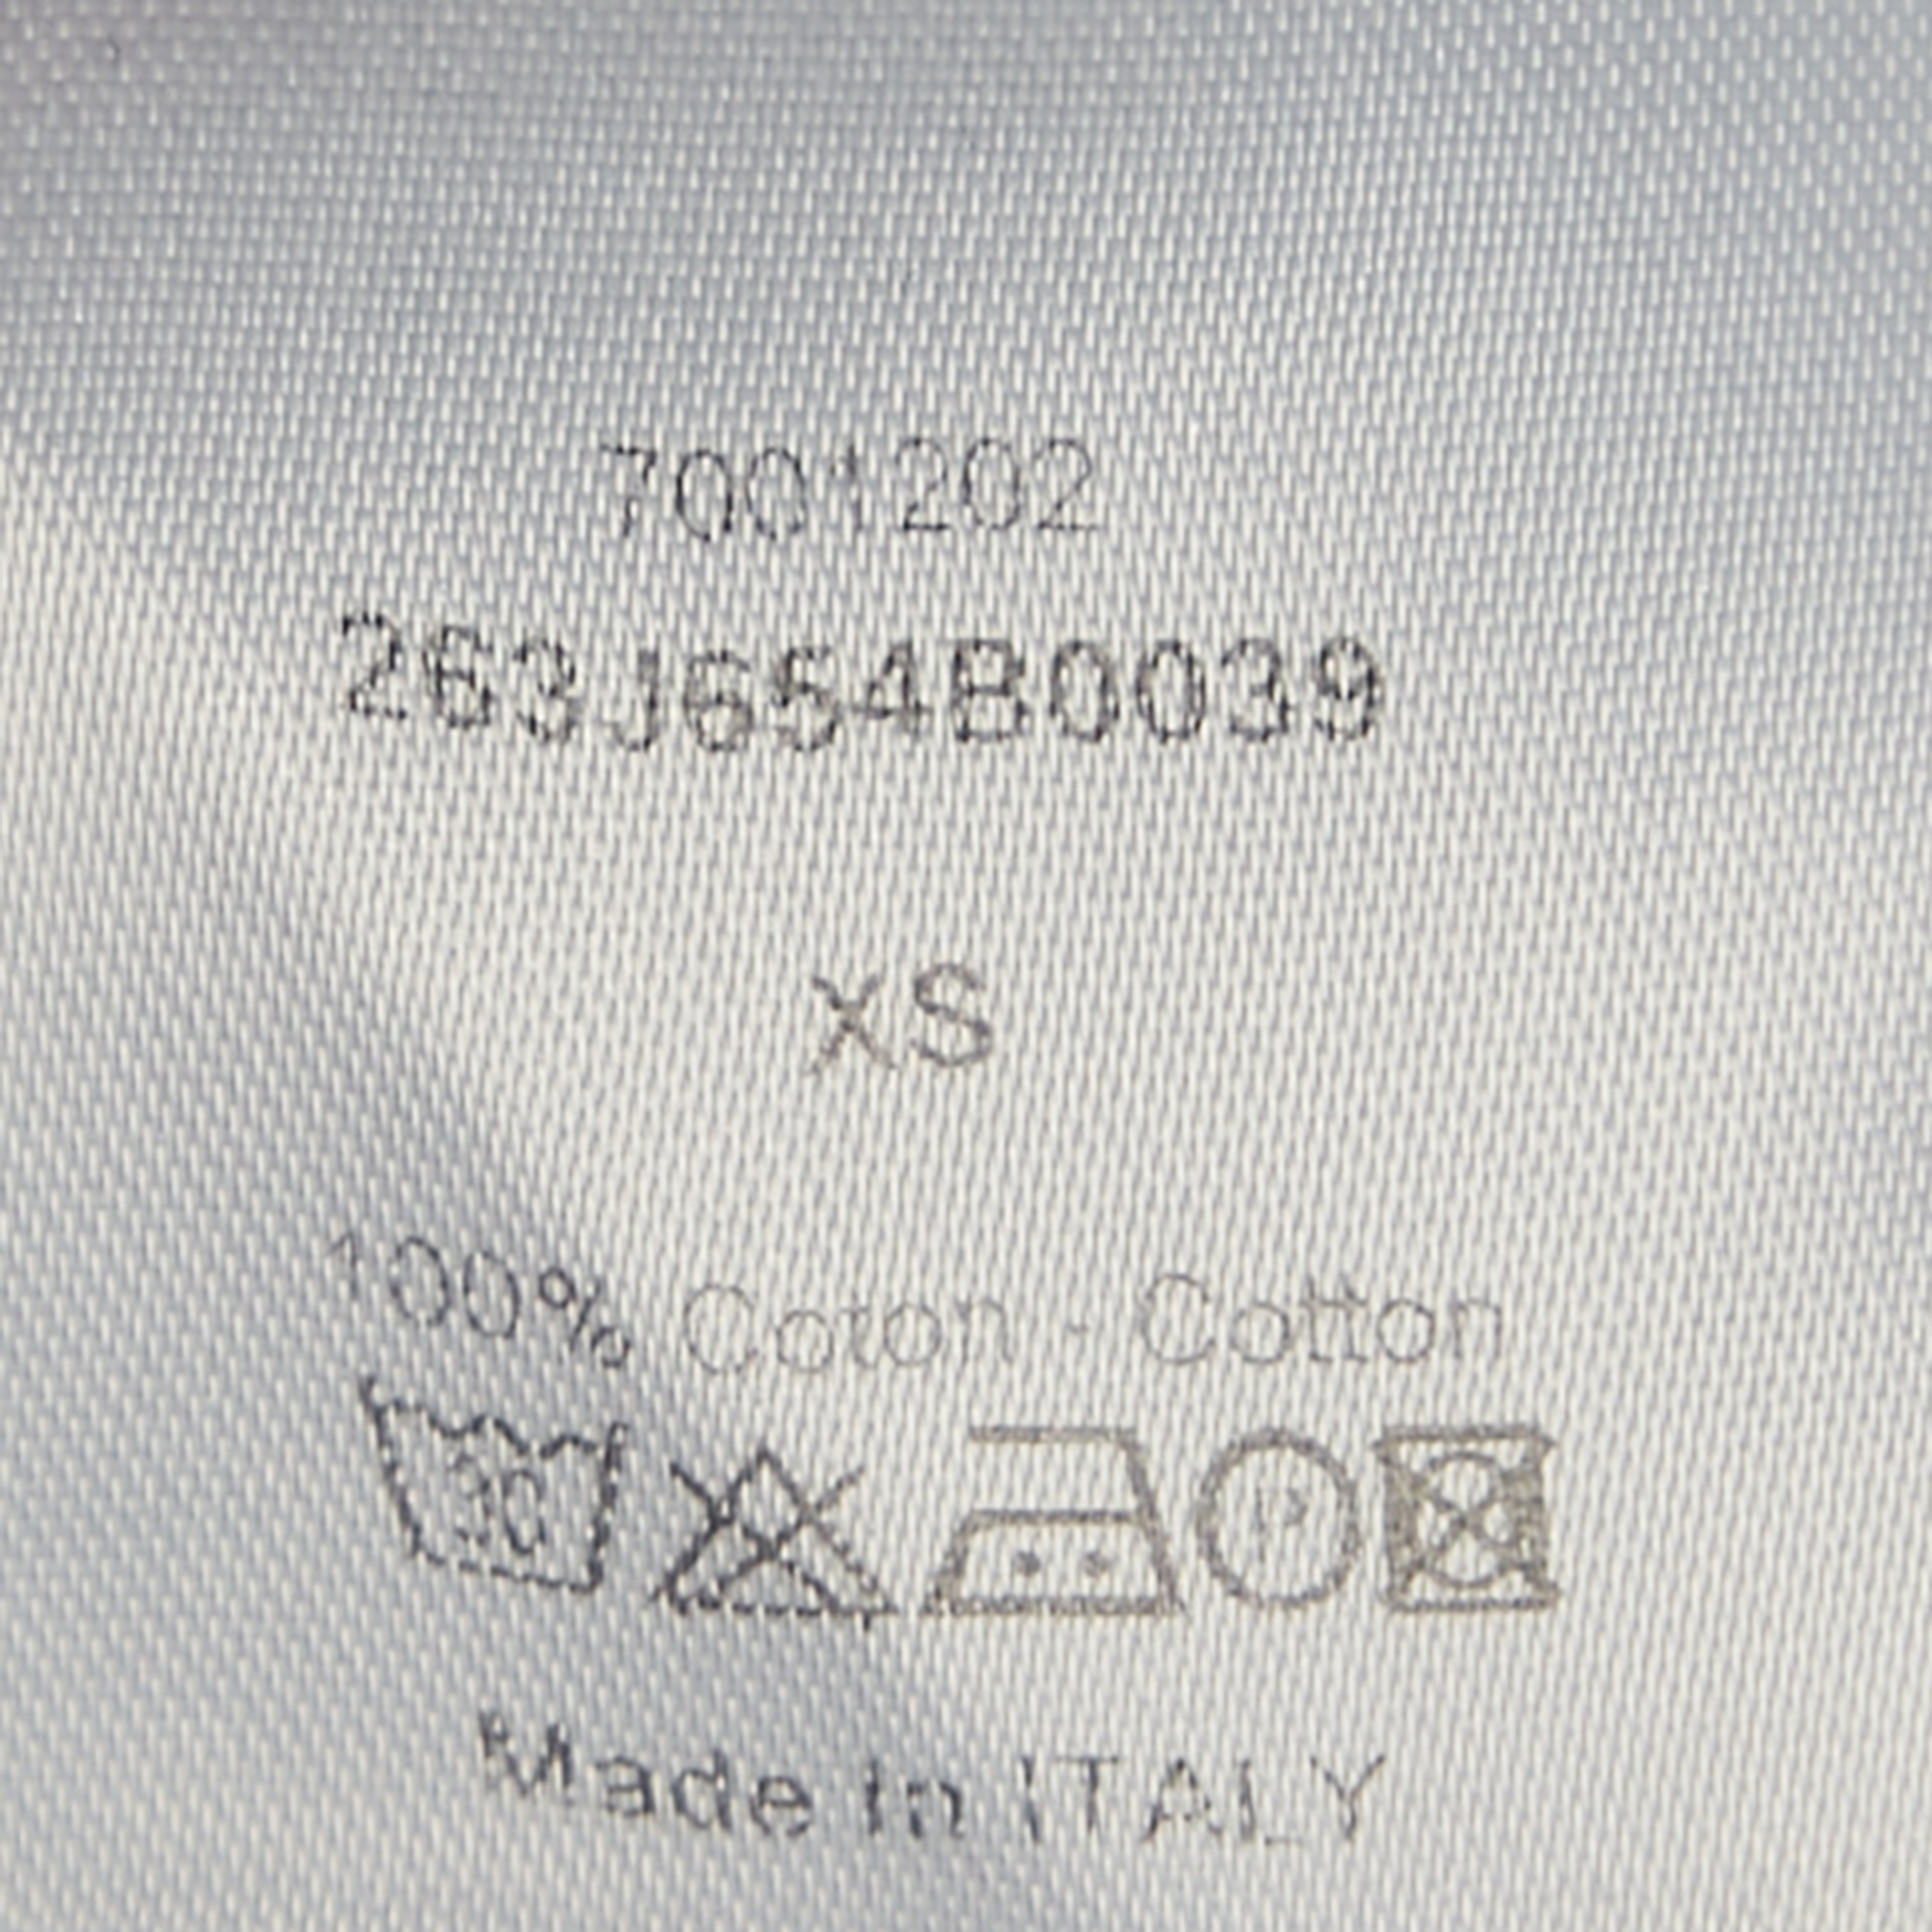 7001202
263J654B0039
XS
100% Coton - Cotton
30
P
Made in ITALY